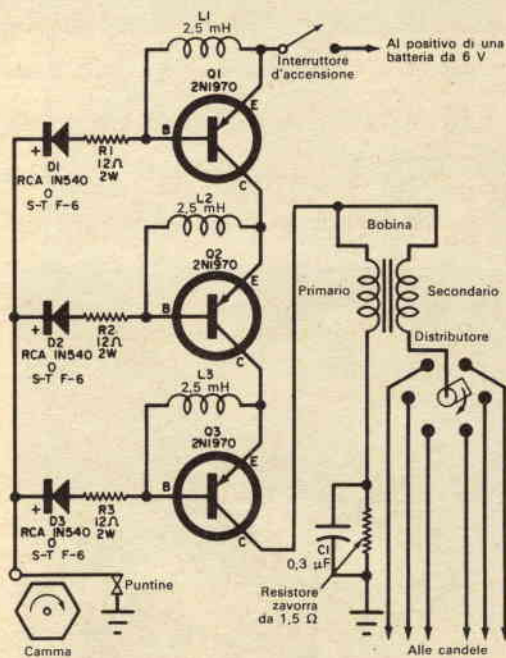 L1
2,5 mH
Al positivo di una
batteria da 6 V
Interruttore
d'accensione
Q1
2N1970
E
B
C
+
D1
RCA IN540
O
S-T F-6
R1
12Ω
2W
L2
2,5 mH
Q2
2N1970
E
B
C
+
D2
RCA IN540
O
S-T F-6
R2
12Ω
2W
Bobina
Primario
Secondario
Distributore
L3
2,5 mH
Q3
2N1970
E
B
C
+
D3
RCA IN540
O
S-T F-6
R3
12Ω
2W
C1
0,3 µF
Resistore
zavorra
da 1,5 Ω
Puntine
Camma
Alle candele